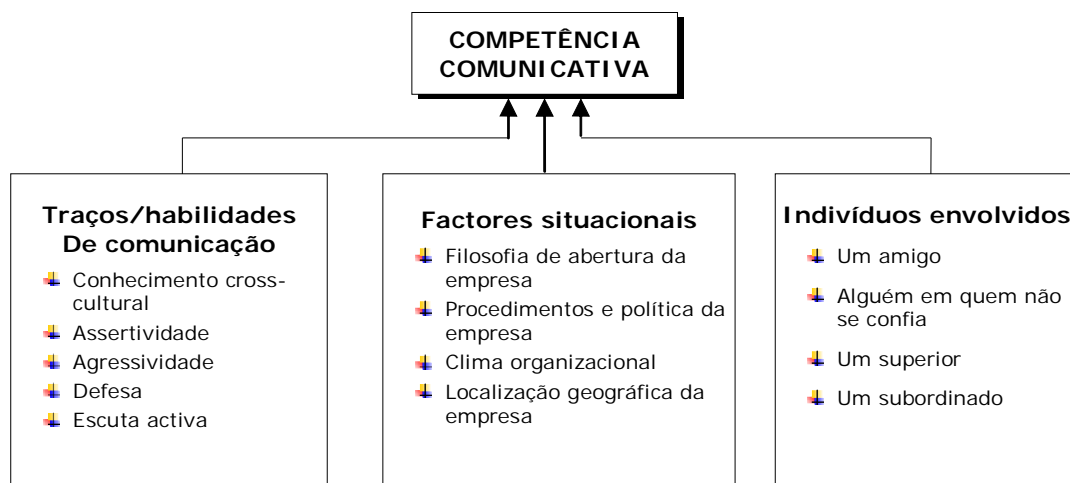 COMPETÊNCIA
COMUNICATIVA
Traços/habilidades
De comunicação
Conhecimento cross-
cultural
Assertividade
Agressividade
Defesa
Escuta activa
Factores situacionais
Filosofia de abertura da
empresa
Procedimentos e política da
empresa
Clima organizacional
Localização geográfica da
empresa
Indivíduos envolvidos
Um amigo
Alguém em quem não
se confia
Um superior
Um subordinado